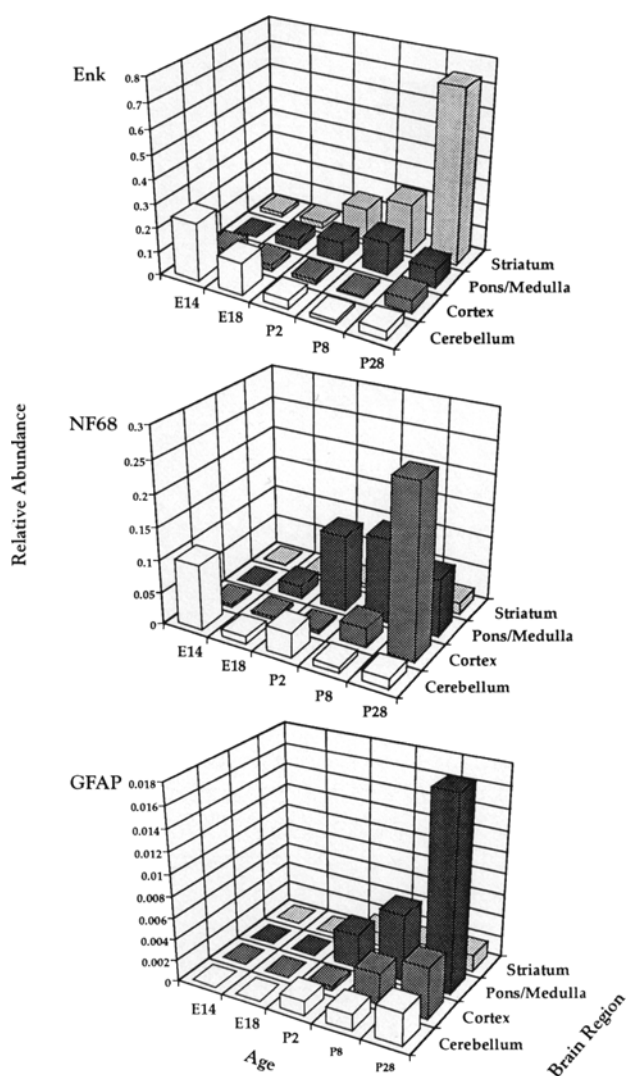 Enk
0.8
0.7
0.6
0.5
0.4
0.3
0.2
0.1
0
E14
E18
P2
P8
P28
Striatum
Pons/Medulla
Cortex
Cerebellum
Relative Abundance
NF68
0.3
0.25
0.2
0.15
0.1
0.05
0
E14
E18
P2
P8
P28
Striatum
Pons/Medulla
Cortex
Cerebellum
GFAP
0.018
0.016
0.014
0.012
0.01
0.008
0.006
0.004
0.002
0
E14
E18
P2
P8
P28
Striatum
Pons/Medulla
Cortex
Cerebellum
Age
Brain Region